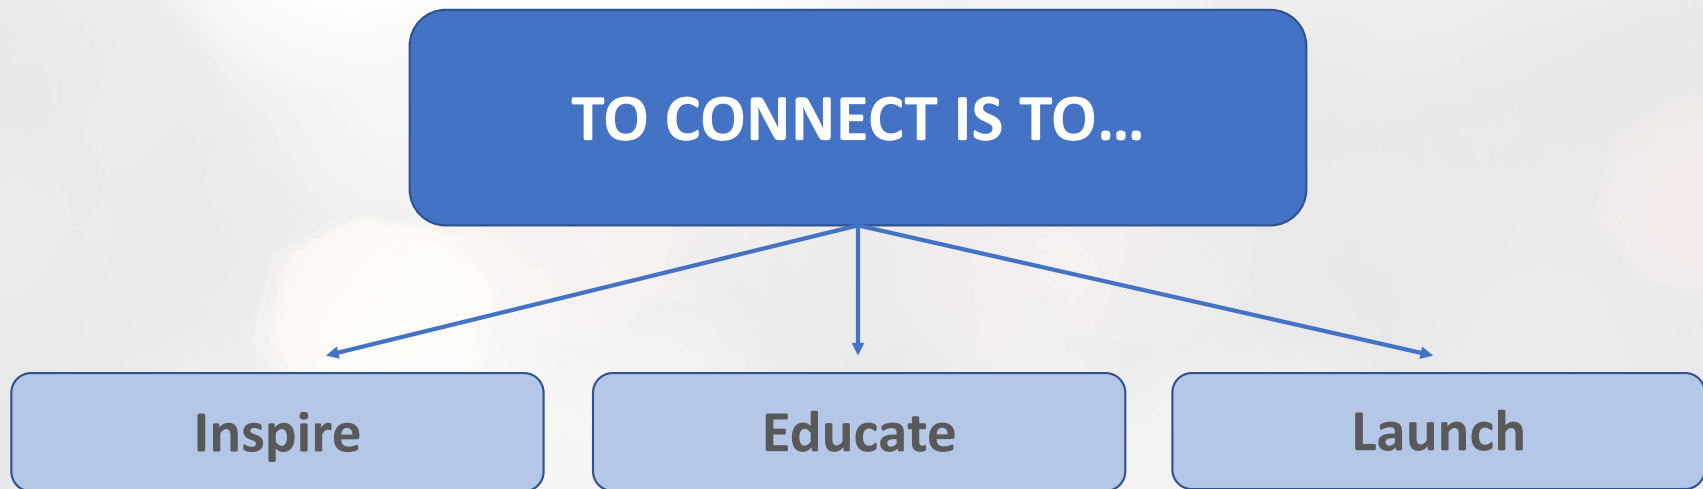 TO CONNECT IS TO…
Inspire
Educate
Launch